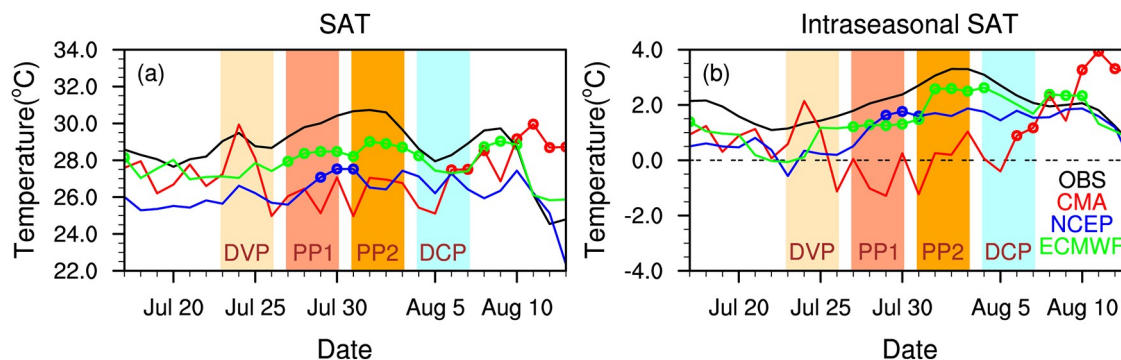 SAT
Intraseasonal SAT
Temperature(°C)
34.0
32.0
30.0
28.0
26.0
24.0
22.0
(a)
DVP
PP1
PP2
DCP
Jul 20
Jul 25
Jul 30
Aug 5
Aug 10
Date
Temperature(°C)
4.0
2.0
0.0
-2.0
-4.0
(b)
OBS
CMA
NCEP
ECMWF
DVP
PP1
PP2
DCP
Jul 20
Jul 25
Jul 30
Aug 5
Aug 10
Date